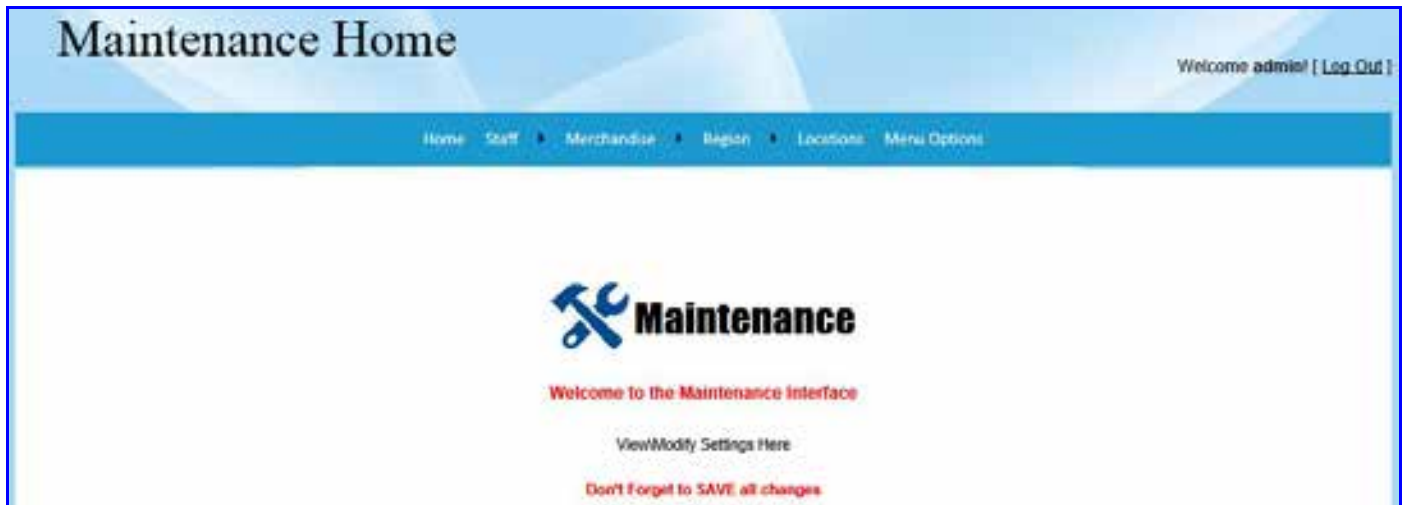 Maintenance Home
Welcome admin! [ Log Out ]
Home Staff Merchandise Region Locations Menu Options
Maintenance
Welcome to the Maintenance Interface
View\Modify Settings Here
Don't Forget to SAVE all changes